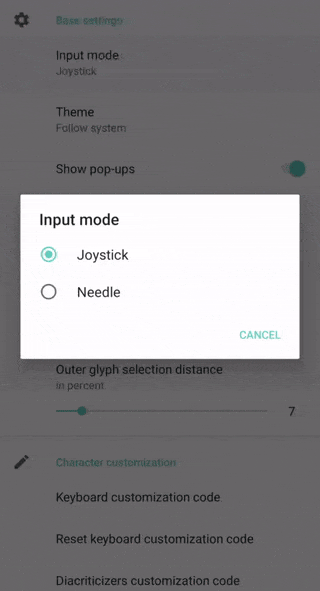 Base settings
Input mode
Joystick
Theme
Follow system
Show pop-ups
Input mode
Joystick
Needle
CANCEL
Outer glyph selection distance
in percent
7
Character customization
Keyboard customization code
Reset keyboard customization code
Diacriticizers customization code